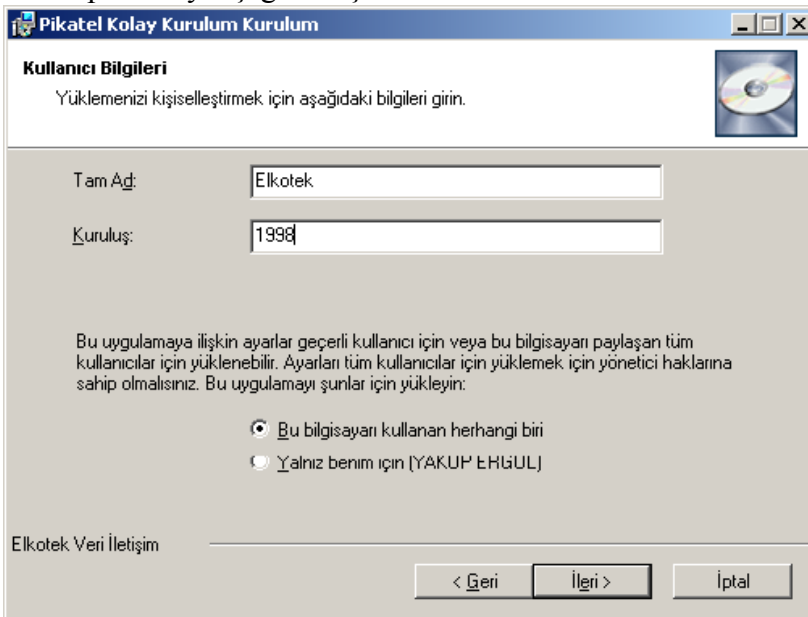 Pikatel Kolay Kurulum Kurulum
Kullanıcı Bilgileri
Yüklemenizi kişiselleştirmek için aşağıdaki bilgileri girin.
Tam Ad: Elkotek
Kuruluş: 1998
Bu uygulamaya ilişkin ayarlar geçerli kullanıcı için veya bu bilgisayarı paylaşan tüm
kullanıcılar için yüklenebilir. Ayarları tüm kullanıcılar için yüklemek için yönetici haklarına
sahip olmalısınız. Bu uygulamayı şunlar için yükleyin:
Bu bilgisayarı kullanan herhangi biri
Yalnız benim için (YAKUP ERGUL)
Elkotek Veri İletişim
< Geri İleri > İptal